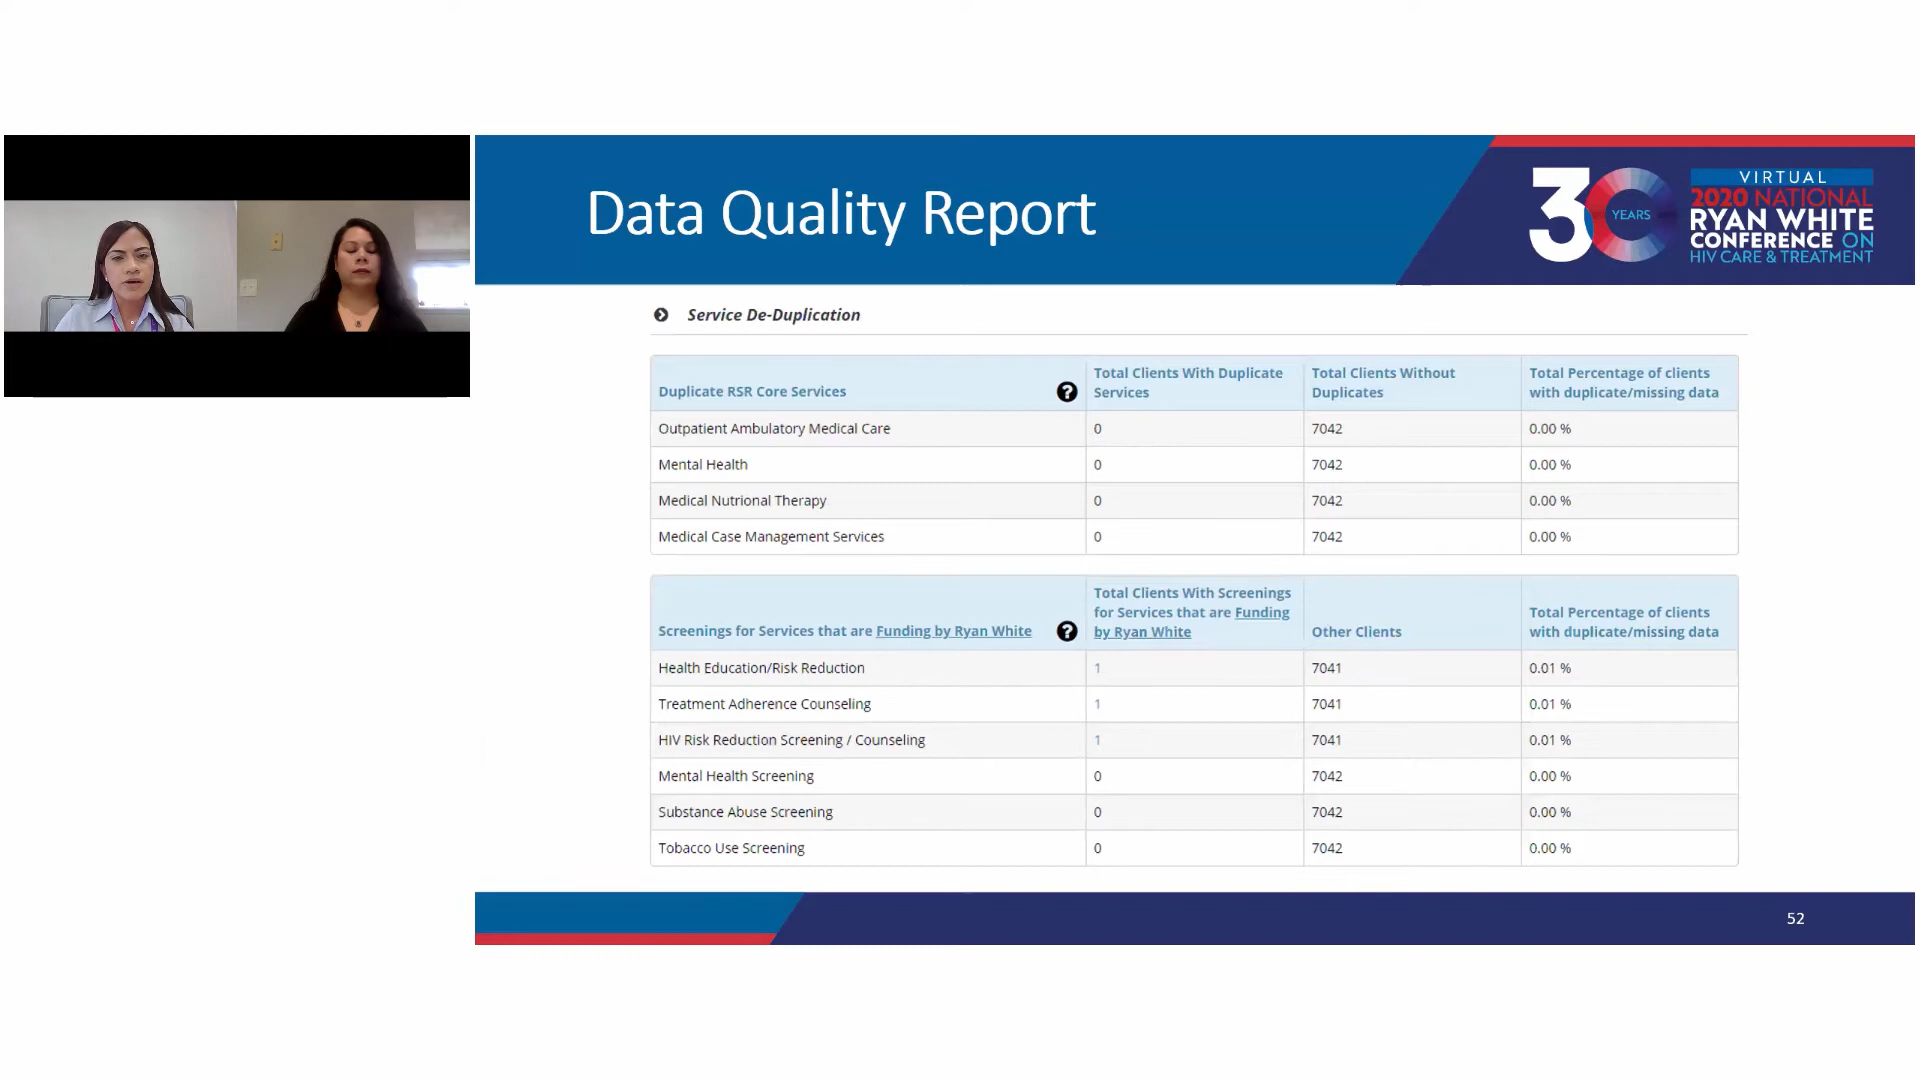 Data Quality Report
30
YEARS
VIRTUAL
2020 NATIONAL
RYAN WHITE
CONFERENCE ON
HIV CARE & TREATMENT
Service De-Duplication
Duplicate RSR Core Services ? Total Clients With Duplicate Services Total Clients Without Duplicates Total Percentage of clients with duplicate/missing data
Outpatient Ambulatory Medical Care 0 7042 0.00 %
Mental Health 0 7042 0.00 %
Medical Nutrional Therapy 0 7042 0.00 %
Medical Case Management Services 0 7042 0.00 %
Screenings for Services that are Funding by Ryan White ? Total Clients With Screenings for Services that are Funding by Ryan White Other Clients Total Percentage of clients with duplicate/missing data
Health Education/Risk Reduction 1 7041 0.01 %
Treatment Adherence Counseling 1 7041 0.01 %
HIV Risk Reduction Screening / Counseling 1 7041 0.01 %
Mental Health Screening 0 7042 0.00 %
Substance Abuse Screening 0 7042 0.00 %
Tobacco Use Screening 0 7042 0.00 %
52